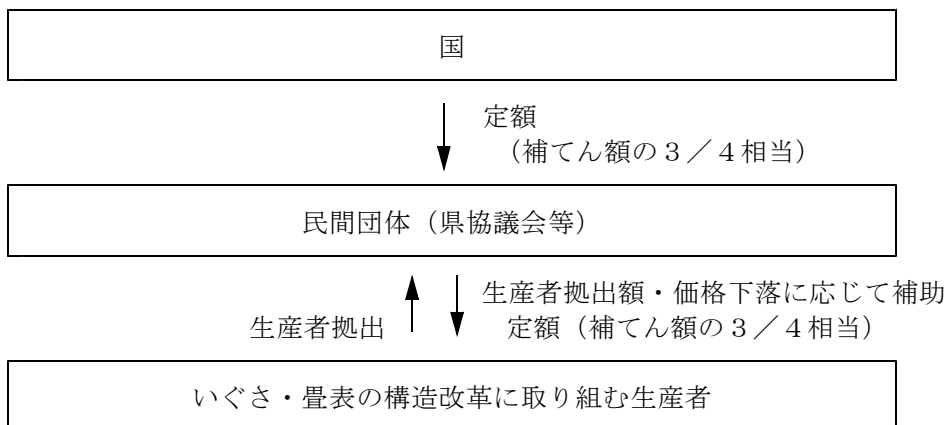 国
定額
（補てん額の３／４相当）
民間団体（県協議会等）
生産者拠出額・価格下落に応じて補助
生産者拠出
定額（補てん額の３／４相当）
いぐさ・畳表の構造改革に取り組む生産者